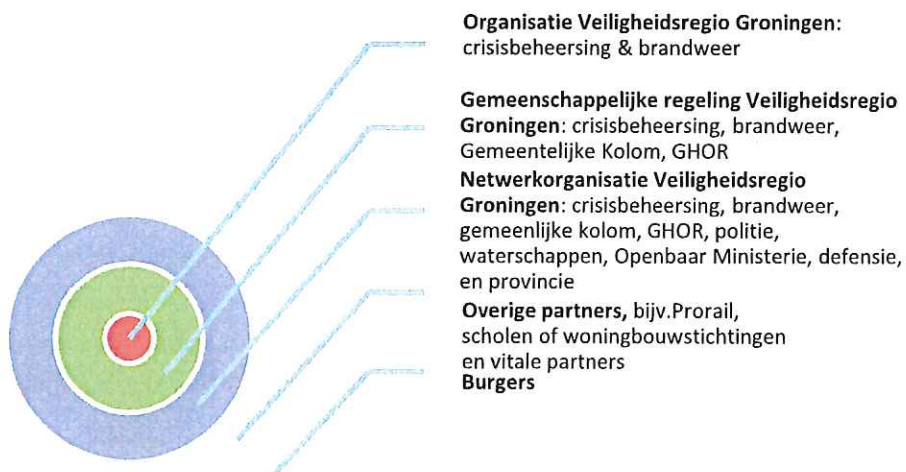 Organisatie Veiligheidsregio Groningen:
crisisbeheersing & brandweer
Gemeenschappelijke regeling Veiligheidsregio
Groningen: crisisbeheersing, brandweer,
Gemeentelijke Kolom, GHOR
Netwerkorganisatie Veiligheidsregio
Groningen: crisisbeheersing, brandweer,
gemeenlijke kolom, GHOR, politie,
waterschappen, Openbaar Ministerie, defensie,
en provincie
Overige partners, bijv.Prorail,
scholen of woningbouwstichtingen
en vitale partners
Burgers